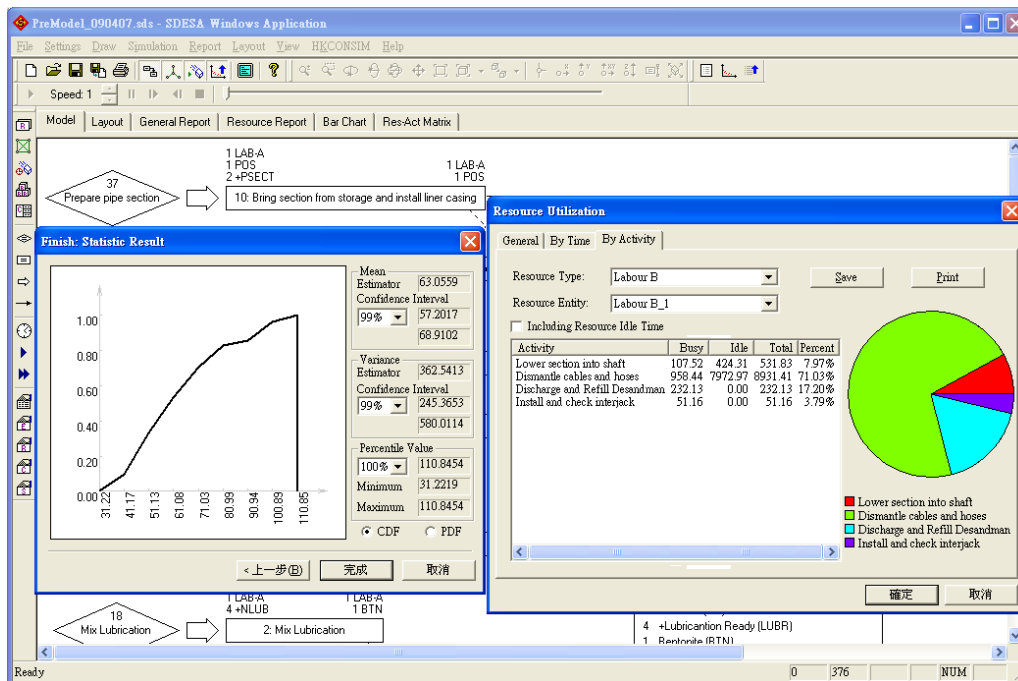 PreModel_090407.sds - SDESA Windows Application
File Settings Draw Simulation Report Layout View HKCONSIM Help
Speed: 1
Model Layout General Report Resource Report Bar Chart Res-Act Matrix
1 LAB-A
1 POS
2 +PSECT
1 LAB-A
1 POS
37
Prepare pipe section
10: Bring section from storage and install liner casing
Finish: Statistic Result
1.00
0.80
0.60
0.40
0.20
0.00
31.22
41.17
51.13
61.08
71.03
80.99
90.94
100.89
110.85
Mean
Estimator 63.0559
Confidence Interval
99% 57.2017
68.9102
Variance
Estimator 362.5413
Confidence Interval
99% 245.3653
580.0114
Percentile Value
100% 110.8454
Minimum 31.2219
Maximum 110.8454
CDF PDF
<上一步(B) 完成 取消
Resource Utilization
General By Time By Activity
Resource Type: Labour B Save Print
Resource Entity: Labour B_1
Including Resource Idle Time
Activity Busy Idle Total Percent
Lower section into shaft 107.52 424.31 531.83 7.97%
Dismantle cables and hoses 958.44 7972.97 8931.41 71.03%
Discharge and Refill Desandman 232.13 0.00 232.13 17.20%
Install and check interjack 51.16 0.00 51.16 3.79%
Lower section into shaft
Dismantle cables and hoses
Discharge and Refill Desandman
Install and check interjack
確定 取消
1 LAB-A
4 +NLUB
1 LAB-A
1 BTN
18
Mix Lubrication
2: Mix Lubrication
4 +Lubricantion Ready (LUBR)
1 Bentonite (BTN)
Ready 0 376 NUM